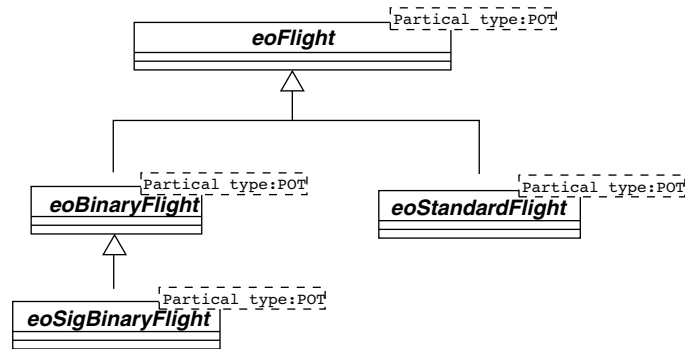 Partical type:POT
eoFlight
Partical type:POT
eoBinaryFlight
Partical type:POT
eoStandardFlight
Partical type:POT
eoSigBinaryFlight